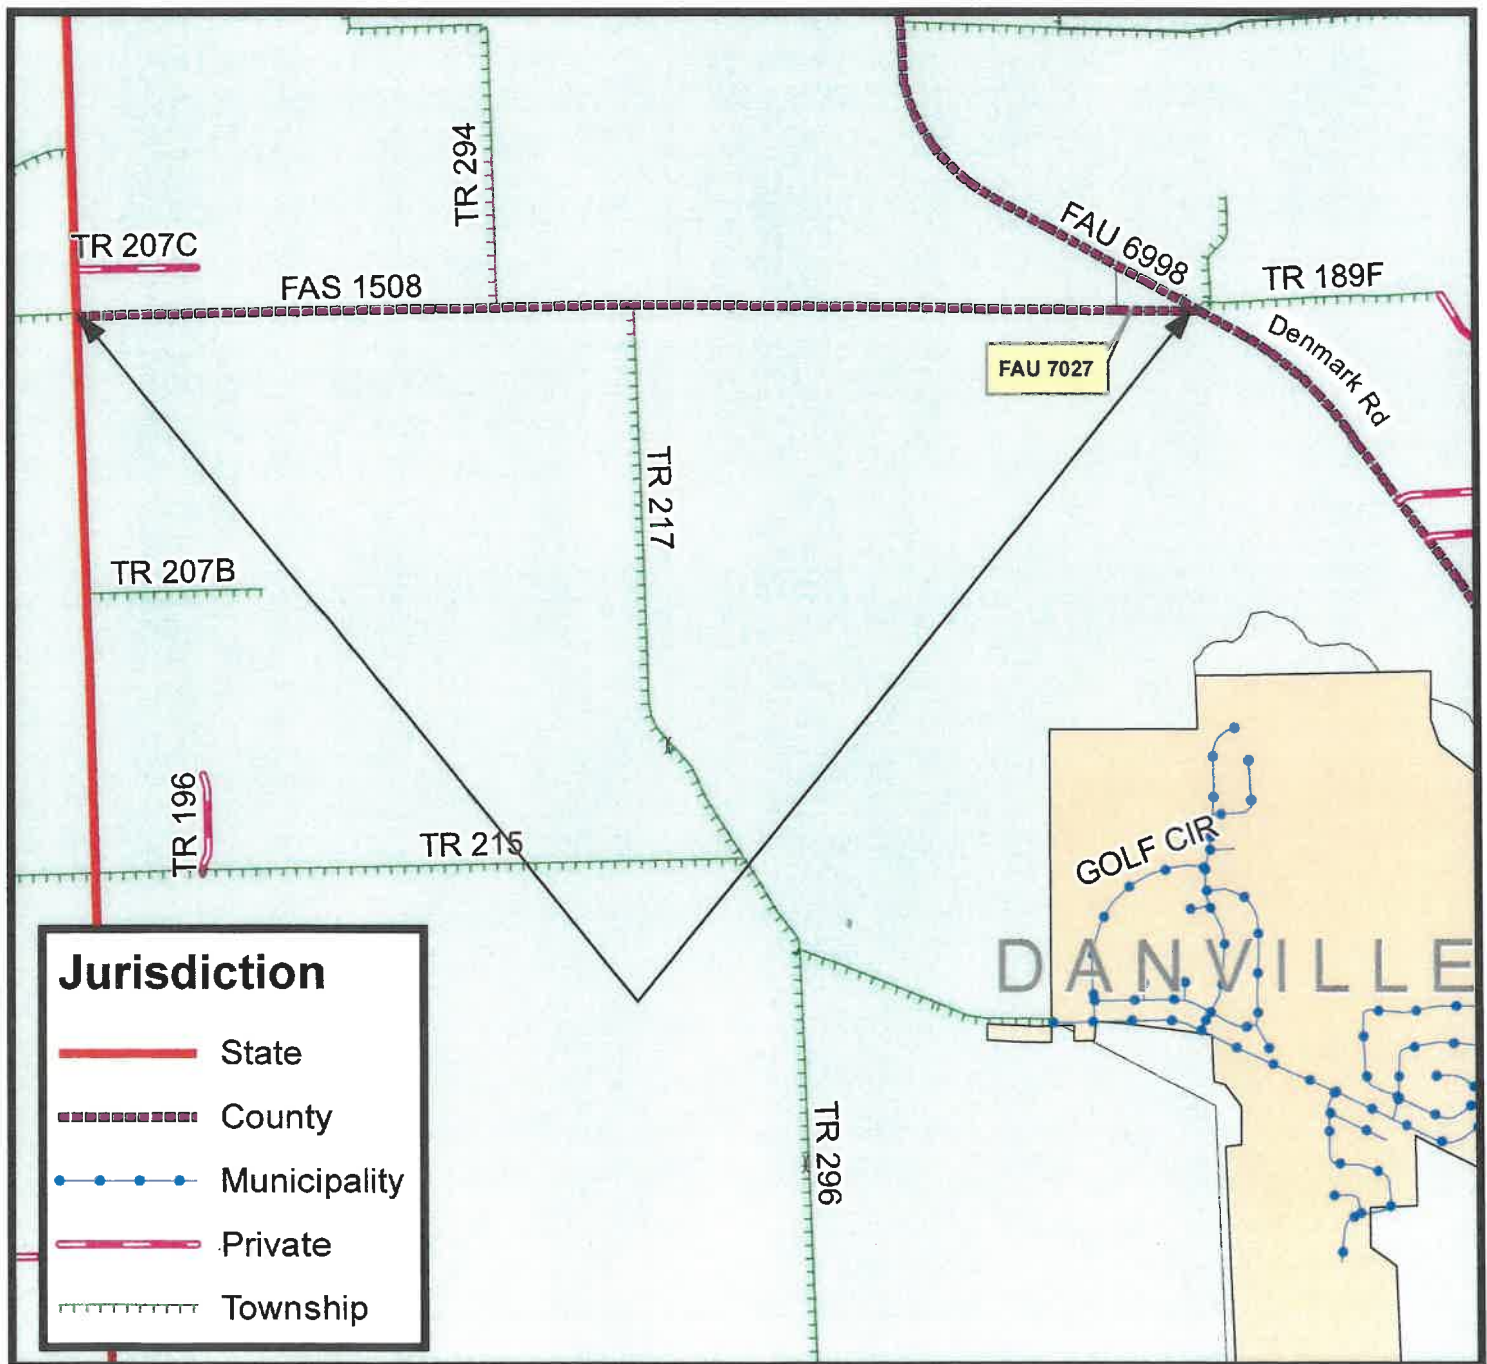 TR 294
TR 207C
FAS 1508
FAU 6998
TR 189F
Denmark Rd
FAU 7027
TR 217
TR 207B
TR 196
TR 215
GOLF CIR
DANVILLE
TR 296
Jurisdiction
State
County
Municipality
Private
Township